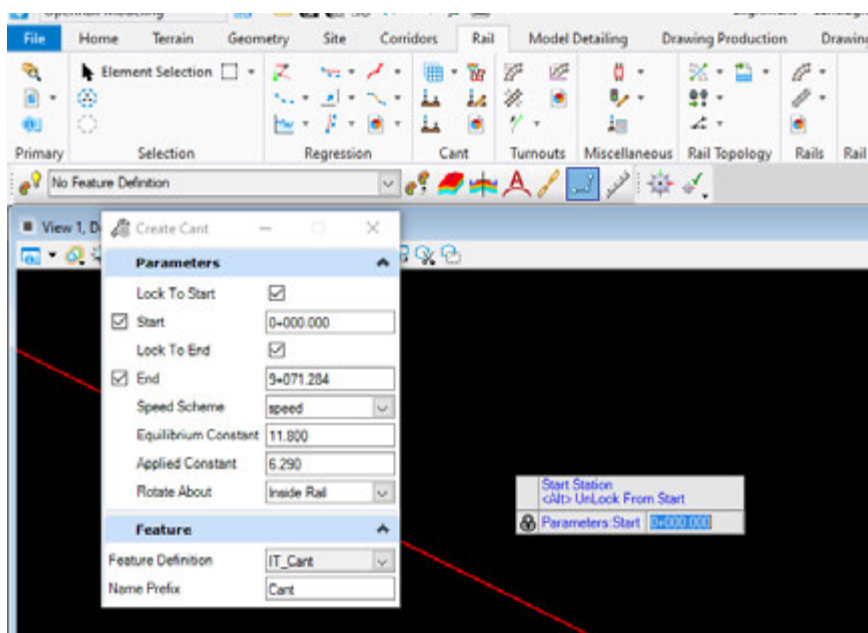 File Home Terrain Geometry Site Corridors Rail Model Detailing Drawing Production Drawin
Element Selection
Primary Selection Regression Cant Turnouts Miscellaneous Rail Topology Rails Rail
No Feature Definition
View 1, D
Create Cant
Parameters
Lock To Start
Start 0+000.000
Lock To End
End 9+071.284
Speed Scheme speed
Equilibrium Constant 11.800
Applied Constant 6.290
Rotate About Inside Rail
Start Station
<Alt> UnLock From Start
Parameters:Start 0+000.000
Feature
Feature Definition IT_Cant
Name Prefix Cant